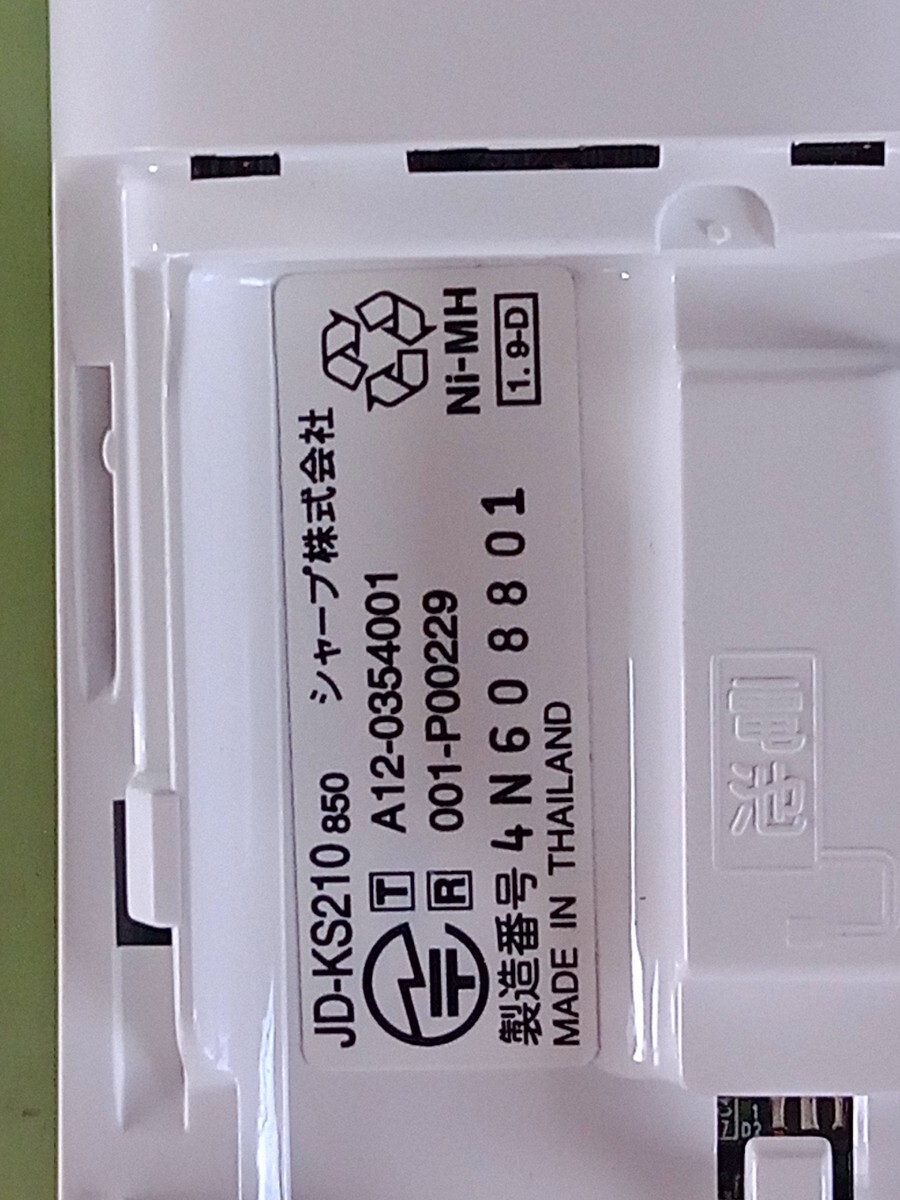 JD-KS210 850 シャープ株式会社
T A12-0354001
R 001-P00229
製造番号 4N608801
MADE IN THAILAND
Ni-MH
1. 9-D
電池